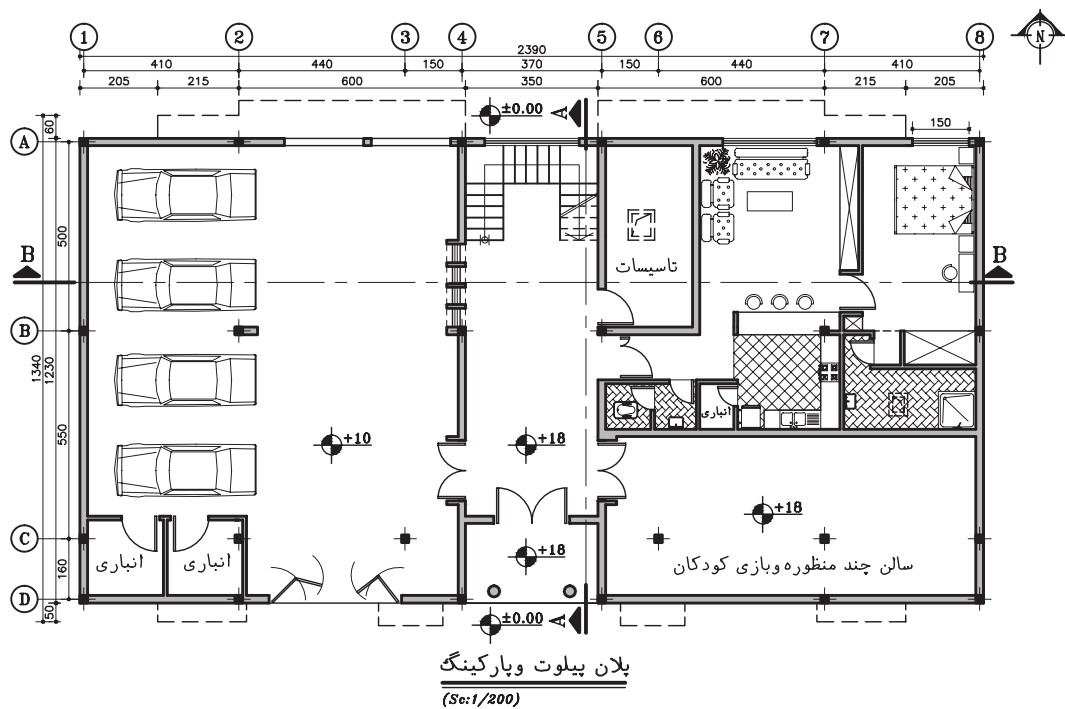 1 2 3 4 5 6 7 8
N
2390
410 440 150 370 150 440 410
205 215 600 350 600 215 205
±0.00 A
60
150
A
500
B B
تاسیسات
B
1340
1230
انباری
550
+10 +18
+18
C
انباری انباری
+18
سالن چند منظوره وبازی کودکان
160
D
50
±0.00 A
پلان پیلوت وپارکینگ
(Sc:1/200)